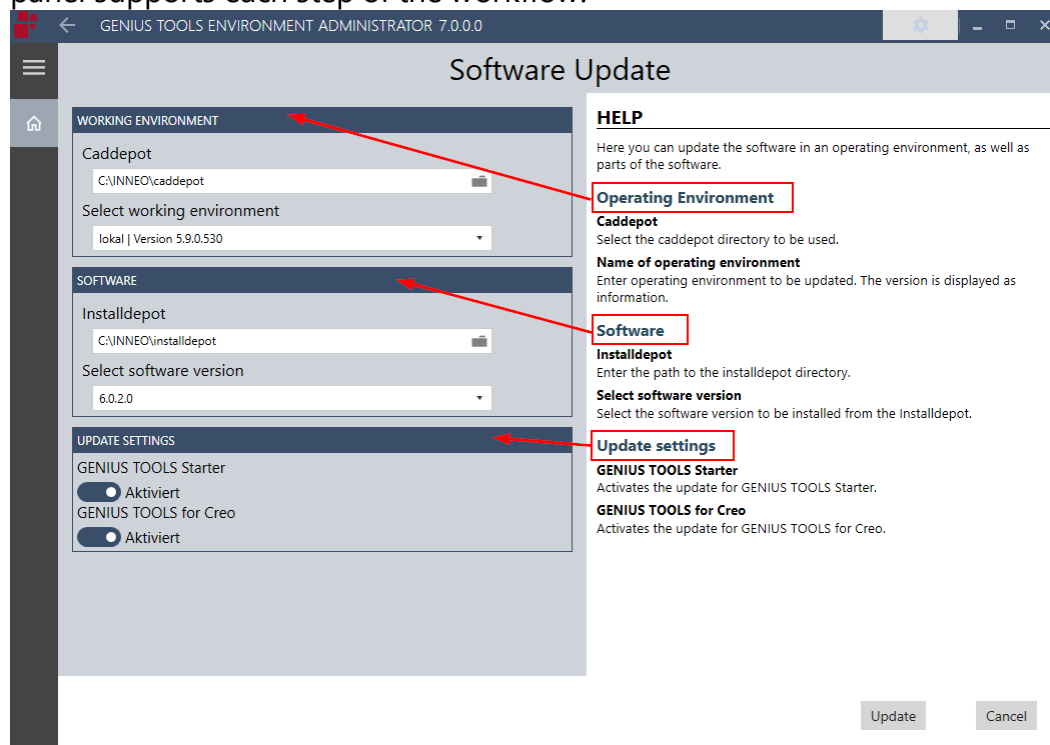 panel supports each step of the workflow.
GENIUS TOOLS ENVIRONMENT ADMINISTRATOR 7.0.0.0
Software Update
WORKING ENVIRONMENT
Caddepot
C:\INNEO\caddepot
Select working environment
lokal | Version 5.9.0.530
SOFTWARE
Installdepot
C:\INNEO\installdepot
Select software version
6.0.2.0
UPDATE SETTINGS
GENIUS TOOLS Starter
Aktiviert
GENIUS TOOLS for Creo
Aktiviert
HELP
Here you can update the software in an operating environment, as well as
parts of the software.
Operating Environment
Caddepot
Select the caddepot directory to be used.
Name of operating environment
Enter operating environment to be updated. The version is displayed as
information.
Software
Installdepot
Enter the path to the installdepot directory.
Select software version
Select the software version to be installed from the Installdepot.
Update settings
GENIUS TOOLS Starter
Activates the update for GENIUS TOOLS Starter.
GENIUS TOOLS for Creo
Activates the update for GENIUS TOOLS for Creo.
Update
Cancel